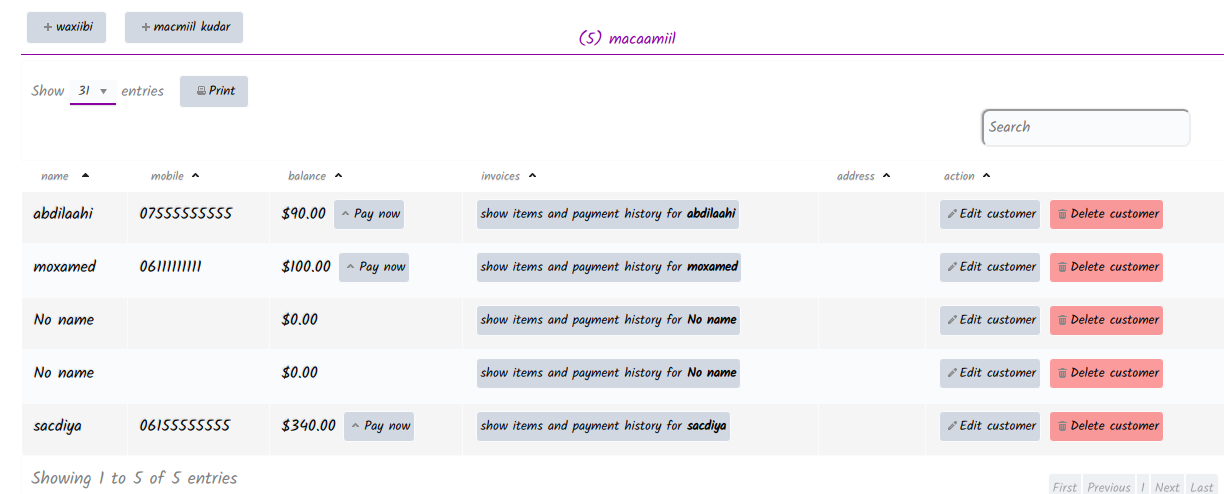 + waxiibi + macmiil kudar
(5) macaamiil
Show 31 entries Print
Search
name mobile balance invoices address action
abdilaahi 07555555555 $90.00 Pay now show items and payment history for abdilaahi Edit customer Delete customer
moxamed 0611111111 $100.00 Pay now show items and payment history for moxamed Edit customer Delete customer
No name $0.00 show items and payment history for No name Edit customer Delete customer
No name $0.00 show items and payment history for No name Edit customer Delete customer
sacdiya 06155555555 $340.00 Pay now show items and payment history for sacdiya Edit customer Delete customer
Showing 1 to 5 of 5 entries
First Previous 1 Next Last